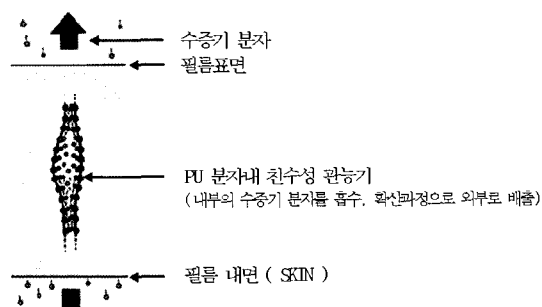 수증기 분자
필름표면
PU 분자내 친수성 관능기
(내부의 수증기 분자를 흡수, 확산과정으로 외부로 배출)
필름 내면 ( SKIN )